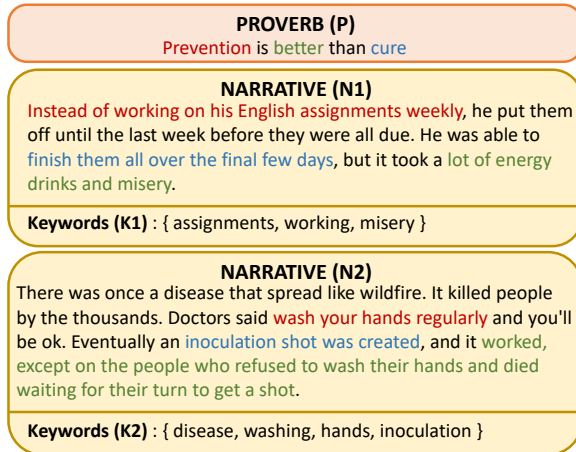 PROVERB (P)
Prevention is better than cure
NARRATIVE (N1)
Instead of working on his English assignments weekly, he put them
off until the last week before they were all due. He was able to
finish them all over the final few days, but it took a lot of energy
drinks and misery.
Keywords (K1) : { assignments, working, misery }
NARRATIVE (N2)
There was once a disease that spread like wildfire. It killed people
by the thousands. Doctors said wash your hands regularly and you'll
be ok. Eventually an inoculation shot was created, and it worked,
except on the people who refused to wash their hands and died
waiting for their turn to get a shot.
Keywords (K2) : { disease, washing, hands, inoculation }